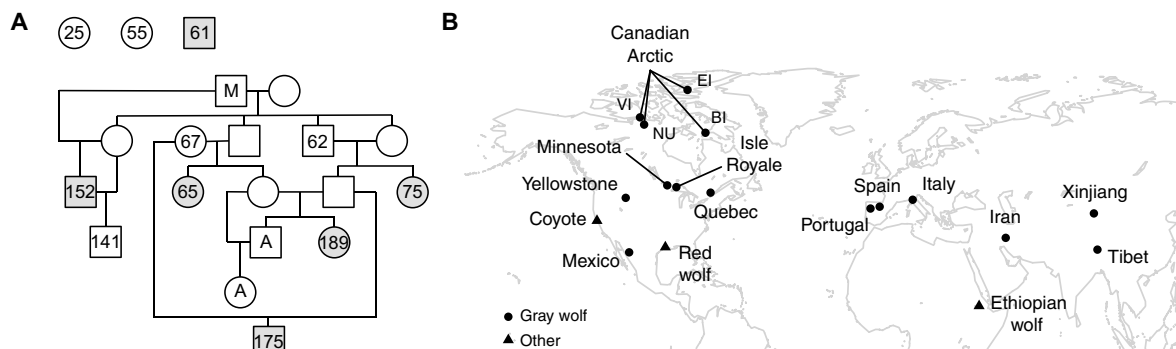 A
25
55
61
M
67
62
152
65
75
141
A
189
A
175
B
Canadian
Arctic
EI
VI
NU
BI
Minnesota
Isle
Royale
Yellowstone
Quebec
Coyote
Mexico
Red
wolf
Spain
Italy
Portugal
Iran
Xinjiang
Tibet
Ethiopian
wolf
Gray wolf
Other